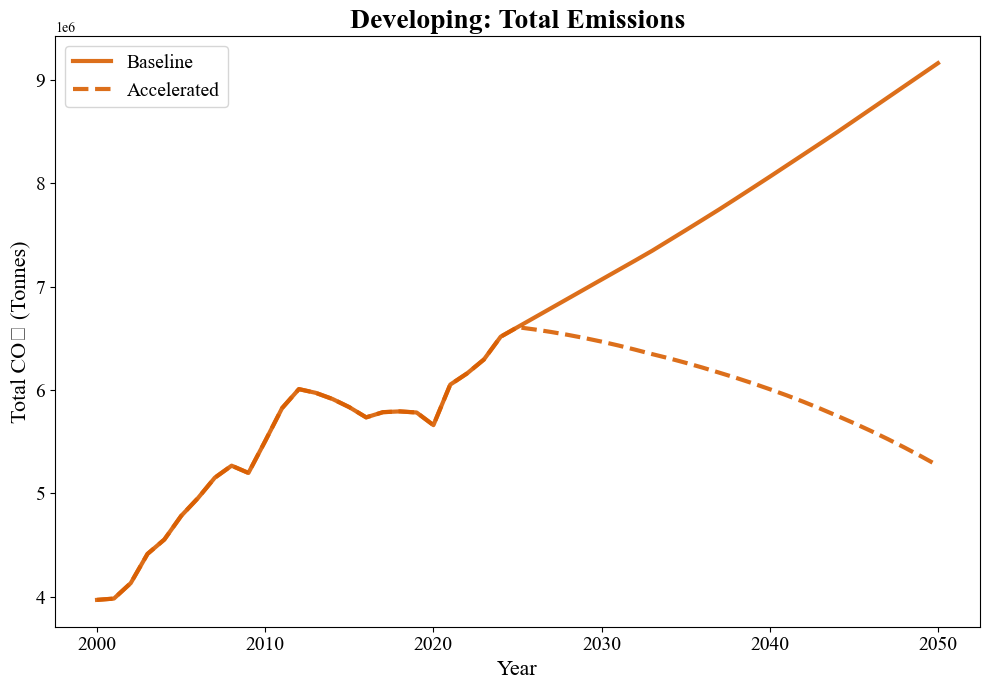 Developing: Total Emissions
1e6
Baseline
Accelerated
9
8
7
6
5
4
Total CO□ (Tonnes)
2000 2010 2020 2030 2040 2050
Year